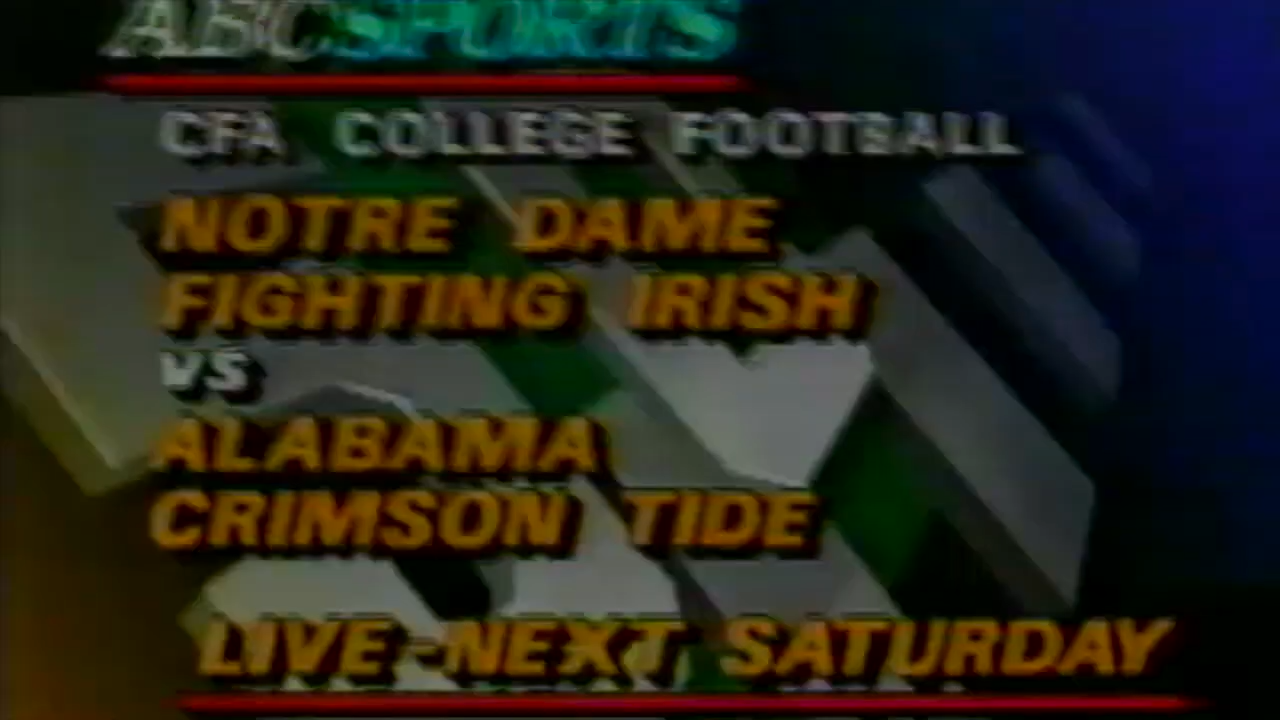 ABC SPORTS
CFA COLLEGE FOOTBALL
NOTRE DAME
FIGHTING IRISH
VS
ALABAMA
CRIMSON TIDE
LIVE-NEXT SATURDAY